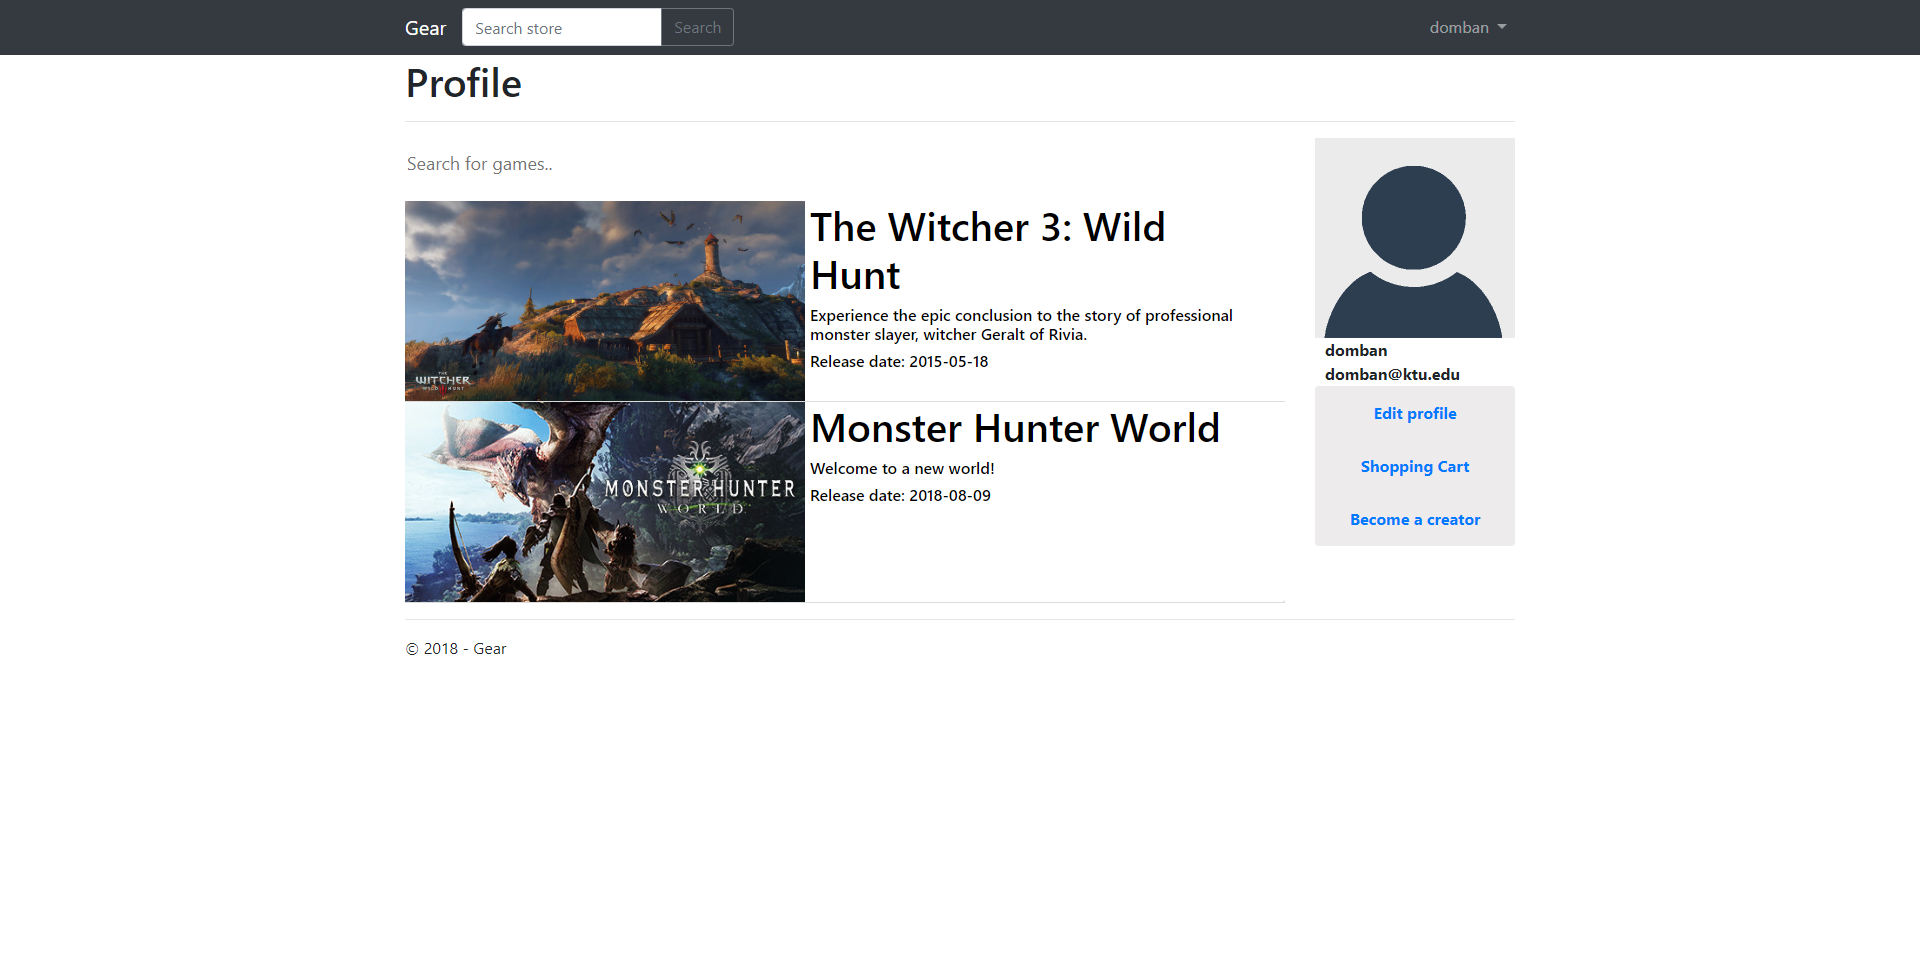 Gear
Search store
Search
domban
Profile
Search for games..
THE
WITCHER
WILD HUNT
The Witcher 3: Wild
Hunt
Experience the epic conclusion to the story of professional
monster slayer, witcher Geralt of Rivia.
Release date: 2015-05-18
MONSTER HUNTER
WORLD
Monster Hunter World
Welcome to a new world!
Release date: 2018-08-09
domban
domban@ktu.edu
Edit profile
Shopping Cart
Become a creator
© 2018 - Gear